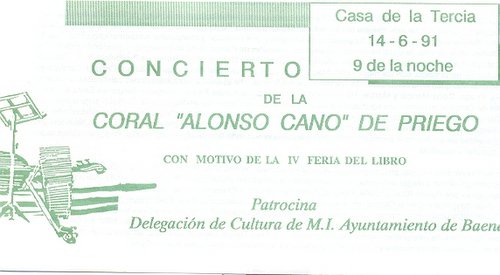 Casa de la Tercia
14-6-91
9 de la noche
CONCIERTO
DE LA
CORAL "ALONSO CANO" DE PRIEGO
CON MOTIVO DE LA IV FERIA DEL LIBRO
Patrocina
Delegación de Cultura de M.I. Ayuntamiento de Baena